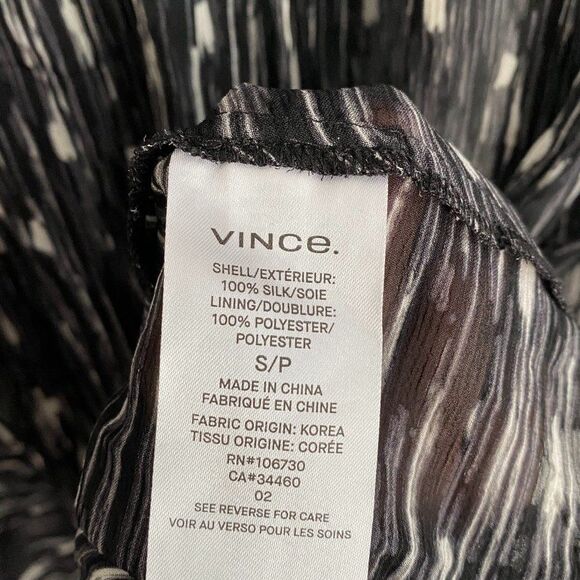 VINCe.
SHELL/EXTÉRIEUR:
100% SILK/SOIE
LINING/DOUBLURE:
100% POLYESTER/
POLYESTER
S/P
MADE IN CHINA
FABRIQUÉ EN CHINE
FABRIC ORIGIN: KOREA
TISSU ORIGINE: CORÉE
RN#106730
CA#34460
02
SEE REVERSE FOR CARE
VOIR AU VERSO POUR LES SOINS